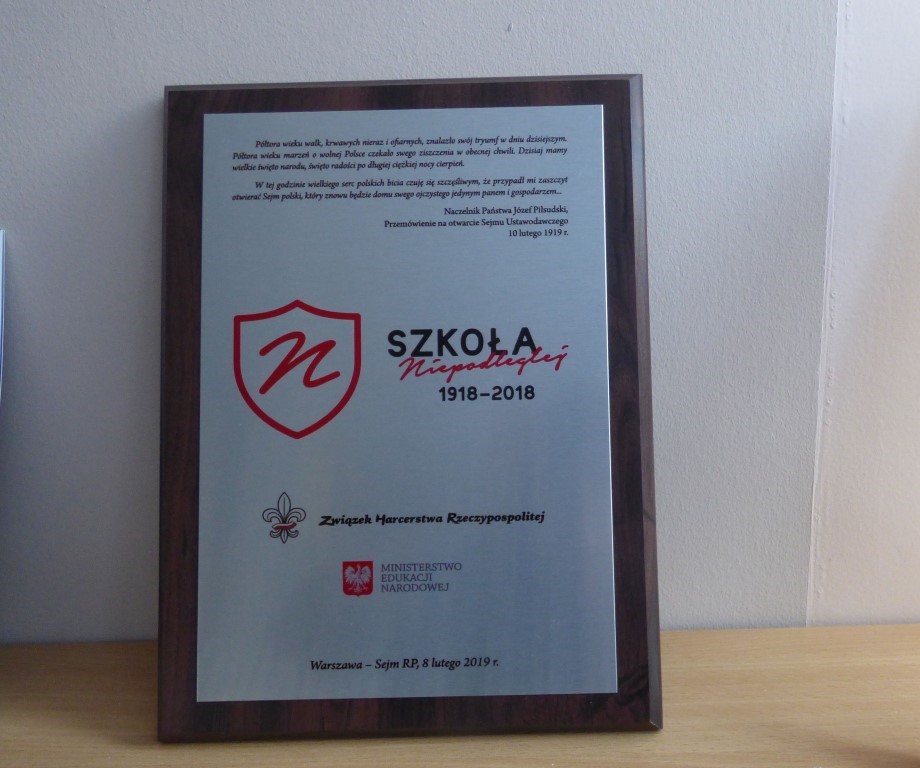 Półtora wieku walk, krwawych nieraz i ofiarnych, znalazło swój tryumf w dniu dzisiejszym.
Półtora wieku marzeń o wolnej Polsce czekało swego ziszczenia w obecnej chwili. Dzisiaj mamy
wielkie święto narodu, święto radości po długiej ciężkiej nocy cierpień.
W tej godzinie wielkiego serc polskich bicia czuję się szczęśliwym, że przypadł mi zaszczyt
otwierać Sejm polski, który znowu będzie domu swego ojczystego jedynym panem i gospodarzem...
Naczelnik Państwa Józef Piłsudski,
Przemówienie na otwarcie Sejmu Ustawodawczego
10 lutego 1919 r.
n
SZKOŁA
Niepodległej
1918–2018
Związek Harcerstwa Rzeczypospolitej
MINISTERSTWO
EDUKACJI
NARODOWEJ
Warszawa – Sejm RP, 8 lutego 2019 r.